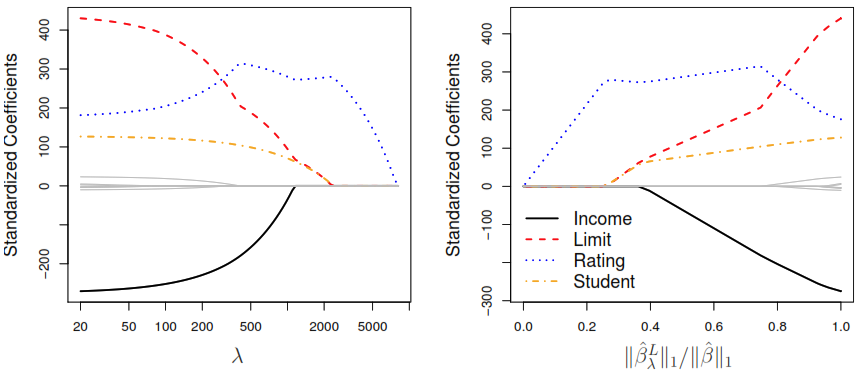 Standardized Coefficients
400
300
200
100
0
−200
20 50 100 200 500 2000 5000
λ
Standardized Coefficients
400
300
200
100
0
−100
−300
0.0 0.2 0.4 0.6 0.8 1.0
Income
Limit
Rating
Student
‖β̂λᴸ‖₁/‖β̂‖₁